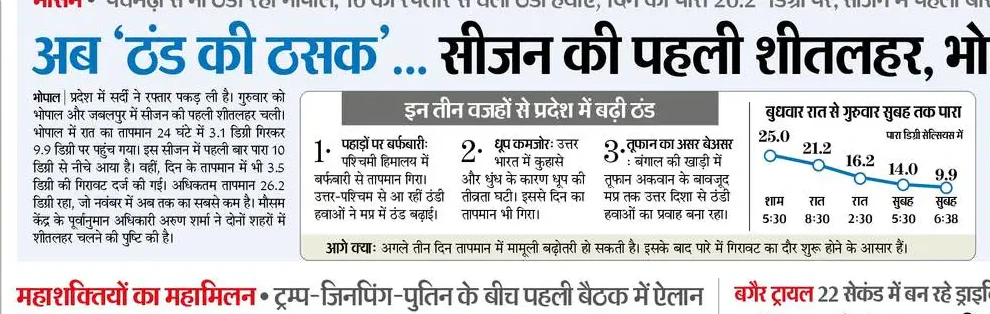 अब ‘ठंड की ठसक’... सीजन की पहली शीतलहर, भो
भोपाल | प्रदेश में सर्दी ने रफ्तार पकड़ ली है। गुरुवार को
भोपाल और जबलपुर में सीजन की पहली शीतलहर चली।
भोपाल में रात का तापमान 24 घंटे में 3.1 डिग्री गिरकर
9.9 डिग्री पर पहुंच गया। इस सीजन में पहली बार पारा 10
डिग्री से नीचे आया है। वहीं, दिन के तापमान में भी 3.5
डिग्री की गिरावट दर्ज की गई। अधिकतम तापमान 26.2
डिग्री रहा, जो नवंबर में अब तक का सबसे कम है। मौसम
केंद्र के पूर्वानुमान अधिकारी अरुण शर्मा ने दोनों शहरों में
शीतलहर चलने की पुष्टि की है।
इन तीन वजहों से प्रदेश में बढ़ी ठंड
1. पहाड़ों पर बर्फबारी:
पश्चिमी हिमालय में
बर्फबारी से तापमान गिरा।
उत्तर-पश्चिम से आ रहीं ठंडी
हवाओं ने मप्र में ठंड बढ़ाई।
2. धूप कमजोर: उत्तर
भारत में कुहासे
और धुंध के कारण धूप की
तीव्रता घटी। इससे दिन का
तापमान भी गिरा।
3. तूफान का असर बेअसर
: बंगाल की खाड़ी में
तूफान अकवान के बावजूद
मप्र तक उत्तर दिशा से ठंडी
हवाओं का प्रवाह बना रहा।
बुधवार रात से गुरुवार सुबह तक पारा
पारा डिग्री सेल्सियस में
25.0 21.2 16.2 14.0 9.9
शाम रात रात सुबह सुबह
5:30 8:30 2:30 5:30 6:38
आगे क्या: अगले तीन दिन तापमान में मामूली बढ़ोतरी हो सकती है। इसके बाद पारे में गिरावट का दौर शुरू होने के आसार हैं।
महाशक्तियों का महामिलन • ट्रम्प-जिनपिंग-पुतिन के बीच पहली बैठक में ऐलान
बगैर ट्रायल 22 सेकंड में बन रहे ड्राइ